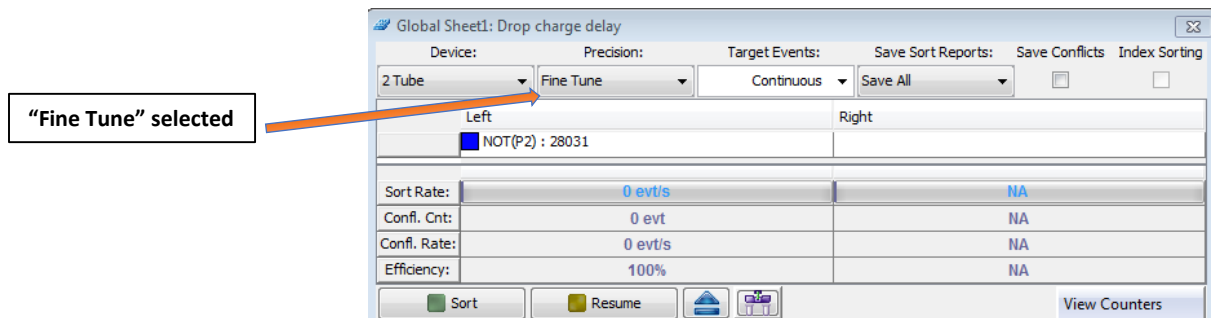 Global Sheet1: Drop charge delay
Device: Precision: Target Events: Save Sort Reports: Save Conflicts Index Sorting
2 Tube Fine Tune Continuous Save All
“Fine Tune” selected
Left Right
NOT(P2) : 28031
Sort Rate: 0 evt/s NA
Confl. Cnt: 0 evt NA
Confl. Rate: 0 evt/s NA
Efficiency: 100% NA
Sort Resume View Counters